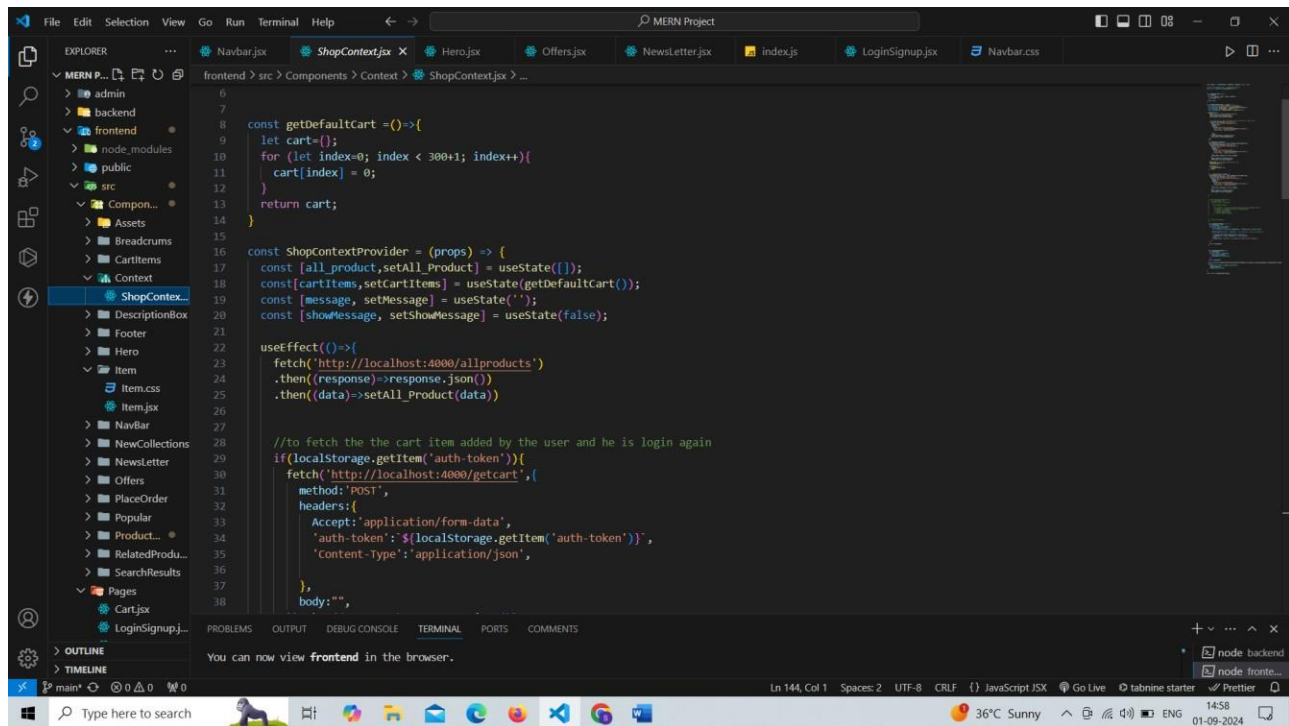 File Edit Selection View Go Run Terminal Help
MERN Project
EXPLORER
Navbar.jsx ShopContext.jsx Hero.jsx Offers.jsx NewsLetter.jsx index.js LoginSignup.jsx Navbar.css
MERN P...
frontend > src > Components > Context > ShopContext.jsx > ...
admin
backend
frontend
node_modules
public
src
Compon...
Assets
Breadcrums
CartItems
Context
ShopContex...
DescriptionBox
Footer
Hero
Item
Item.css
Item.jsx
NavBar
NewCollections
NewsLetter
Offers
PlaceOrder
Popular
Product...
RelatedProdu...
SearchResults
Pages
Cart.jsx
LoginSignup.j...
OUTLINE
TIMELINE
6
7
8 const getDefaultCart =()=>{
9 let cart={};
10 for (let index=0; index < 300+1; index++){
11 cart[index] = 0;
12 }
13 return cart;
14 }
15
16 const ShopContextProvider = (props) => {
17 const [all_product,setAll_Product] = useState([]);
18 const[cartItems,setCartItems] = useState(getDefaultCart());
19 const [message, setMessage] = useState('');
20 const [showMessage, setShowMessage] = useState(false);
21
22 useEffect(()=>{
23 fetch('http://localhost:4000/allproducts')
24 .then((response)=>response.json())
25 .then((data)=>setAll_Product(data))
26
27
28 //to fetch the the cart item added by the user and he is login again
29 if(localStorage.getItem('auth-token')){
30 fetch('http://localhost:4000/getcart',{
31 method:'POST',
32 headers:{
33 Accept:'application/form-data',
34 'auth-token':`${localStorage.getItem('auth-token')}`,
35 'Content-Type':'application/json',
36
37 },
38 body:"",
PROBLEMS OUTPUT DEBUG CONSOLE TERMINAL PORTS COMMENTS
You can now view frontend in the browser.
node backend
node fronte...
main* 0 0 0 Ln 144, Col 1 Spaces: 2 UTF-8 CRLF {} JavaScript JSX Go Live tabnine starter Prettier
Type here to search
36°C Sunny ENG 14:58
01-09-2024